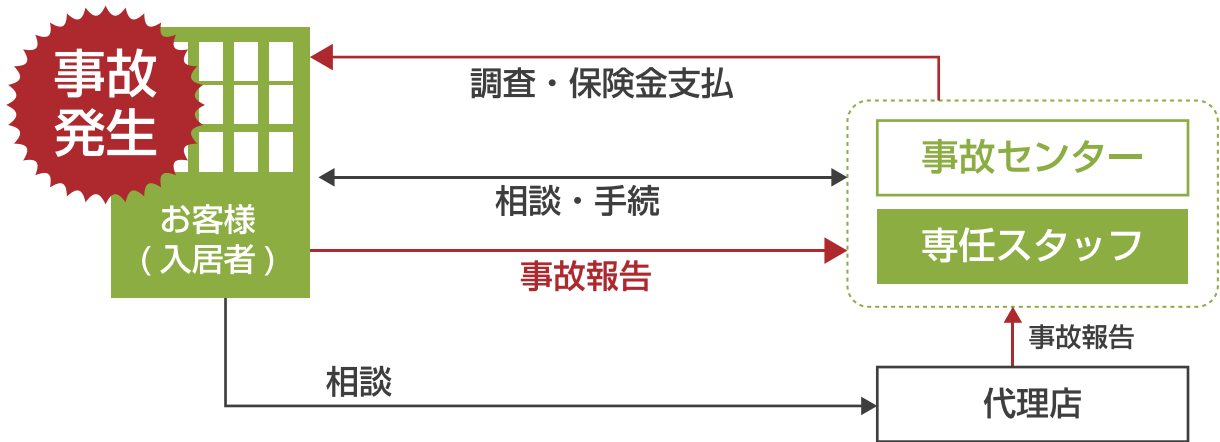 事故
発生
お客様
(入居者)
調査・保険金支払
相談・手続
事故報告
相談
事故センター
専任スタッフ
事故報告
代理店